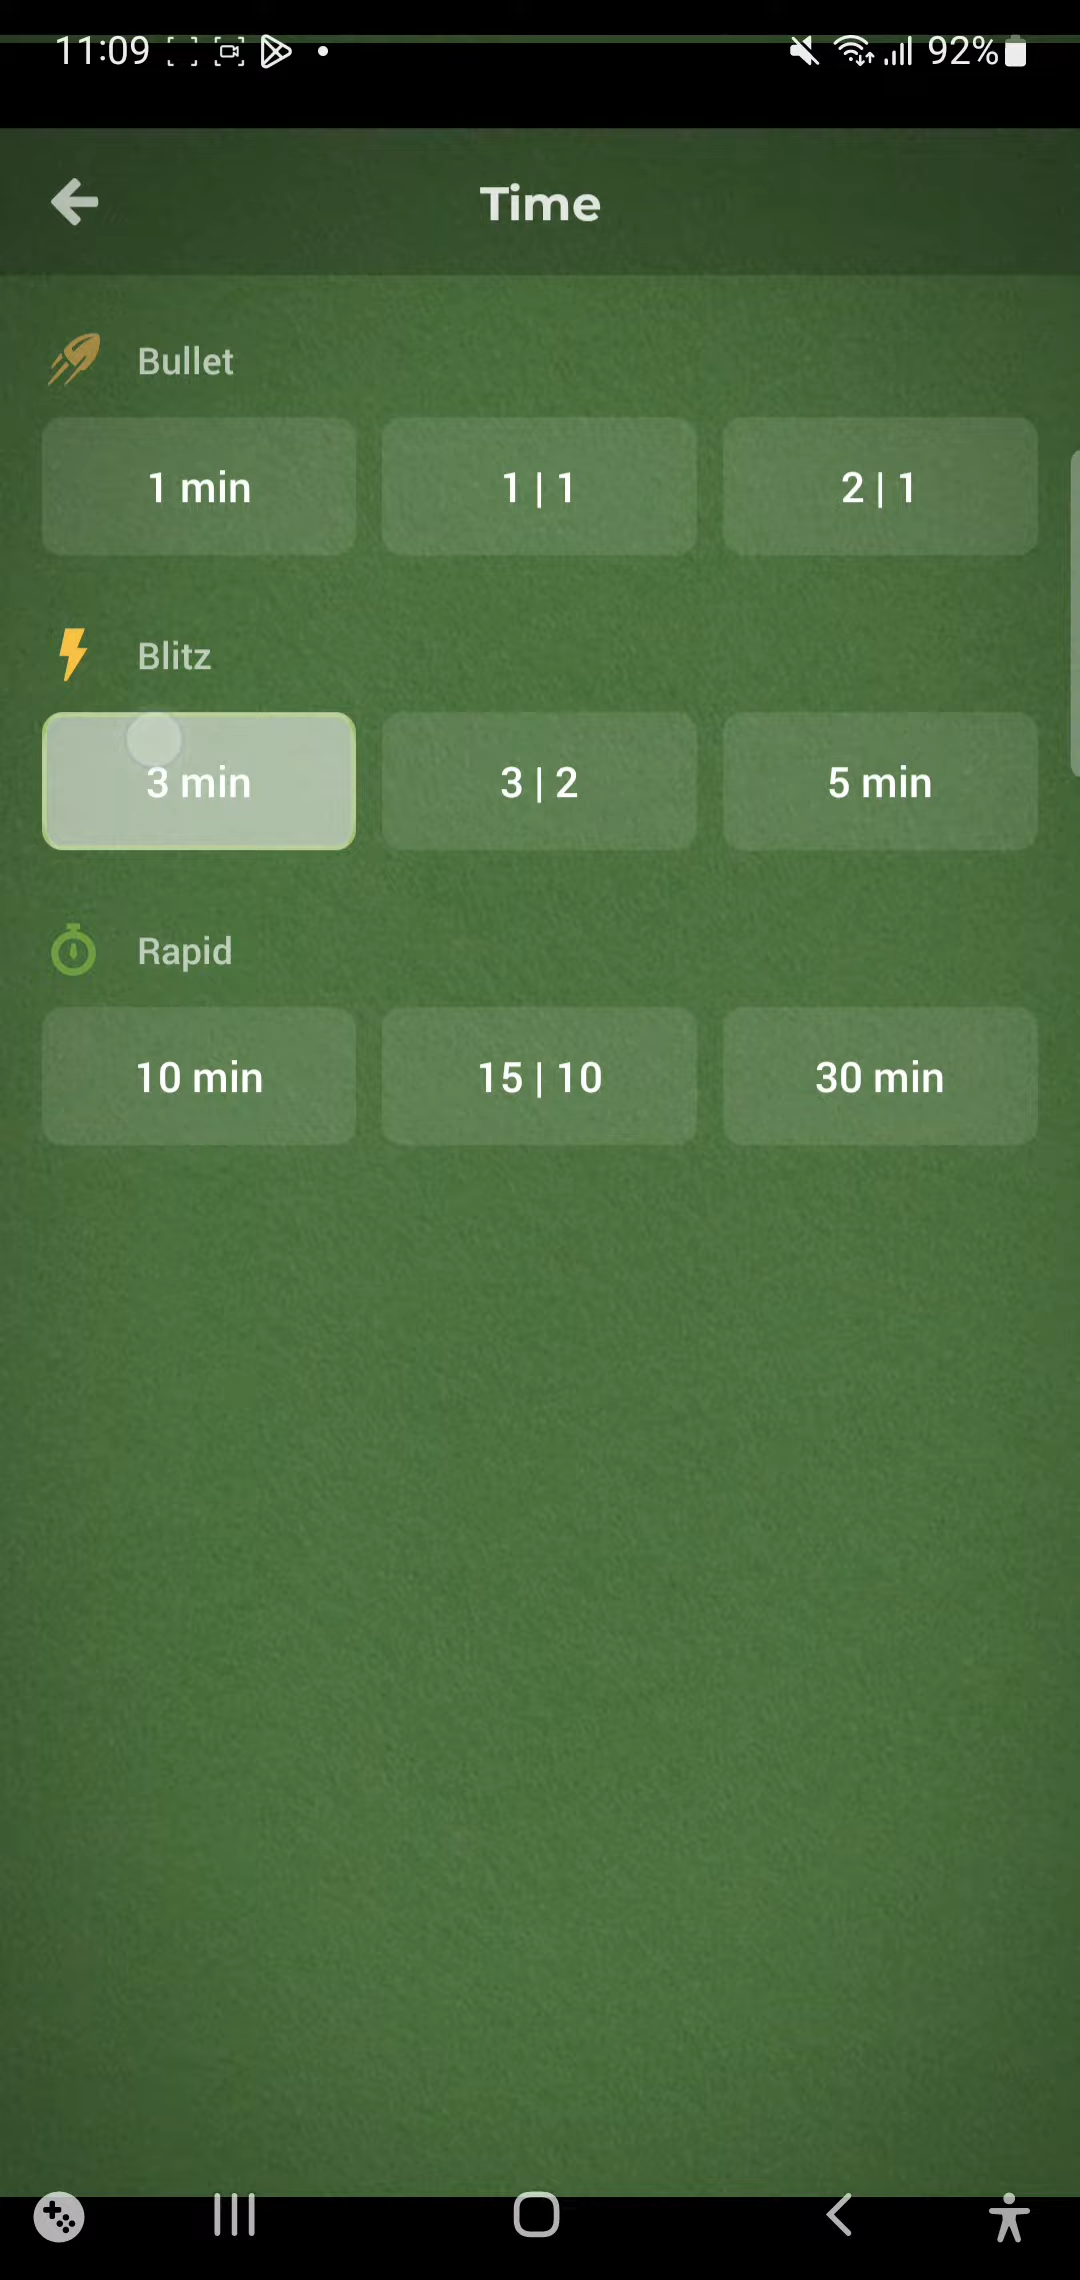 11:09
92%
Time
Bullet
1 min
1 | 1
2 | 1
Blitz
3 min
3 | 2
5 min
Rapid
10 min
15 | 10
30 min